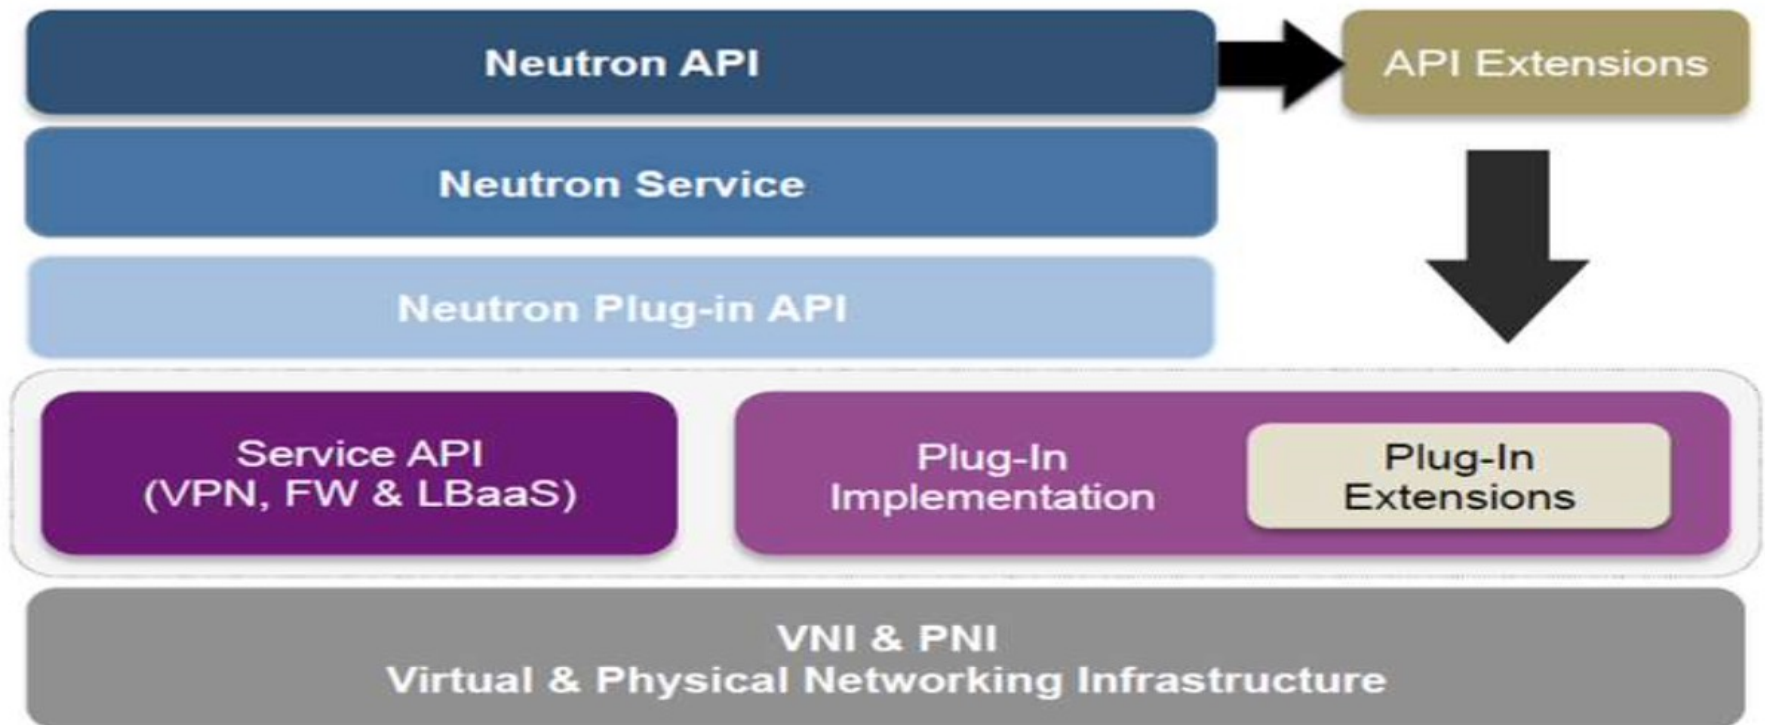 Neutron API
API Extensions
Neutron Service
Neutron Plug-in API
Service API
(VPN, FW & LBaaS)
Plug-In
Implementation
Plug-In
Extensions
VNI & PNI
Virtual & Physical Networking Infrastructure